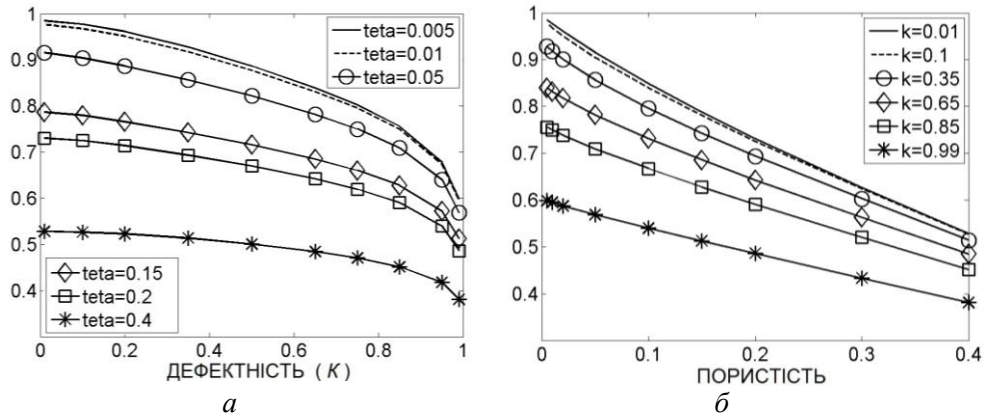 1
0.9
0.8
0.7
0.6
0.5
0.4
0
0.2
0.4
0.6
0.8
1
teta=0.005
teta=0.01
teta=0.05
teta=0.15
teta=0.2
teta=0.4
ДЕФЕКТНІСТЬ ( К )
а
1
0.9
0.8
0.7
0.6
0.5
0.4
0
0.1
0.2
0.3
0.4
k=0.01
k=0.1
k=0.35
k=0.65
k=0.85
k=0.99
ПОРИСТІСТЬ
б